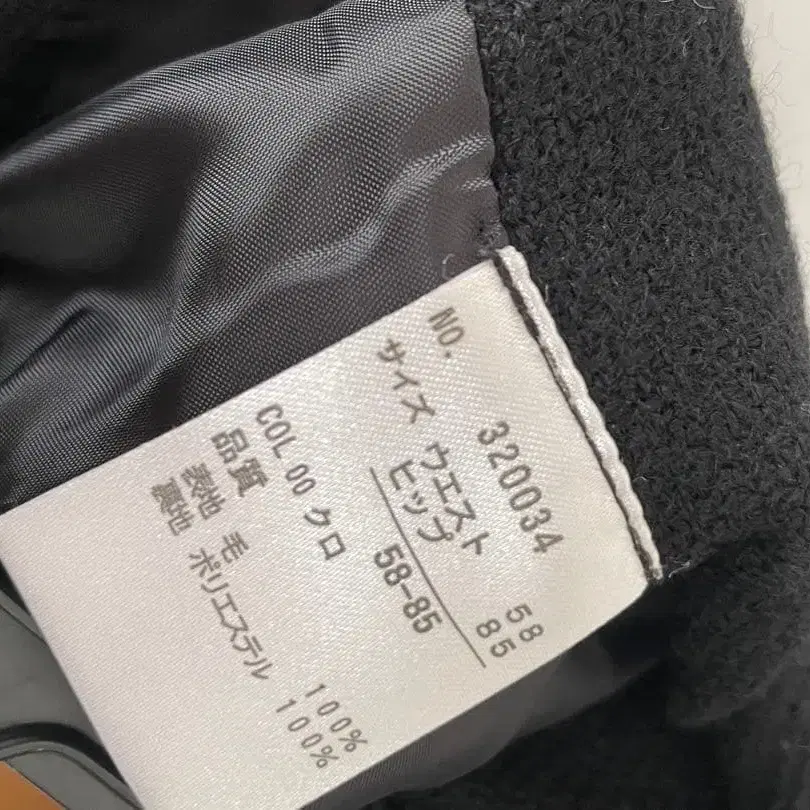 NO. 320034
サイズ ウエスト 58
ヒップ 85
58-85
COL 00 クロ
品質
表地 毛 100%
裏地 ポリエステル 100%